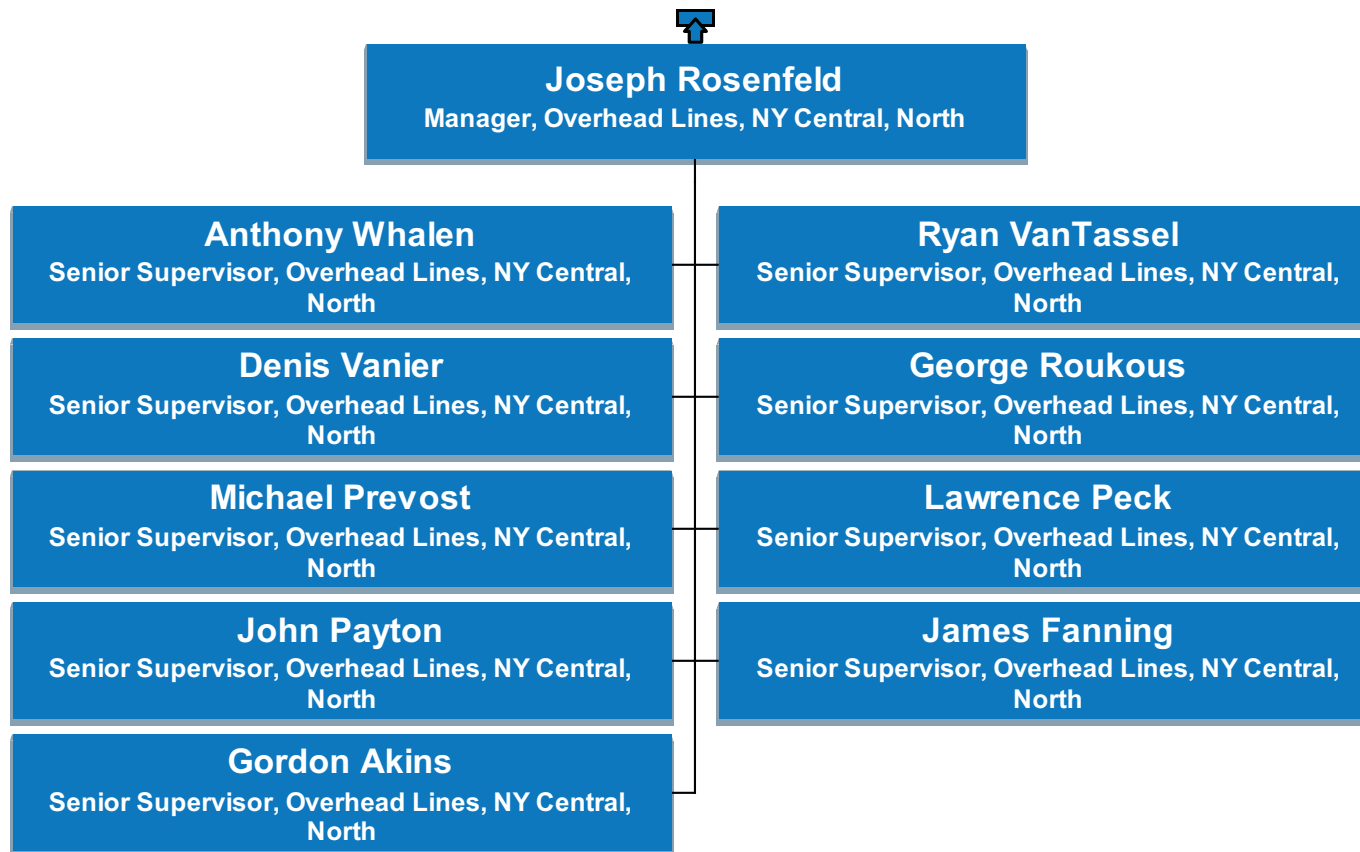 Joseph Rosenfeld
Manager, Overhead Lines, NY Central, North
Anthony Whalen
Senior Supervisor, Overhead Lines, NY Central,
North
Ryan VanTassel
Senior Supervisor, Overhead Lines, NY Central,
North
Denis Vanier
Senior Supervisor, Overhead Lines, NY Central,
North
George Roukous
Senior Supervisor, Overhead Lines, NY Central,
North
Michael Prevost
Senior Supervisor, Overhead Lines, NY Central,
North
Lawrence Peck
Senior Supervisor, Overhead Lines, NY Central,
North
John Payton
Senior Supervisor, Overhead Lines, NY Central,
North
James Fanning
Senior Supervisor, Overhead Lines, NY Central,
North
Gordon Akins
Senior Supervisor, Overhead Lines, NY Central,
North